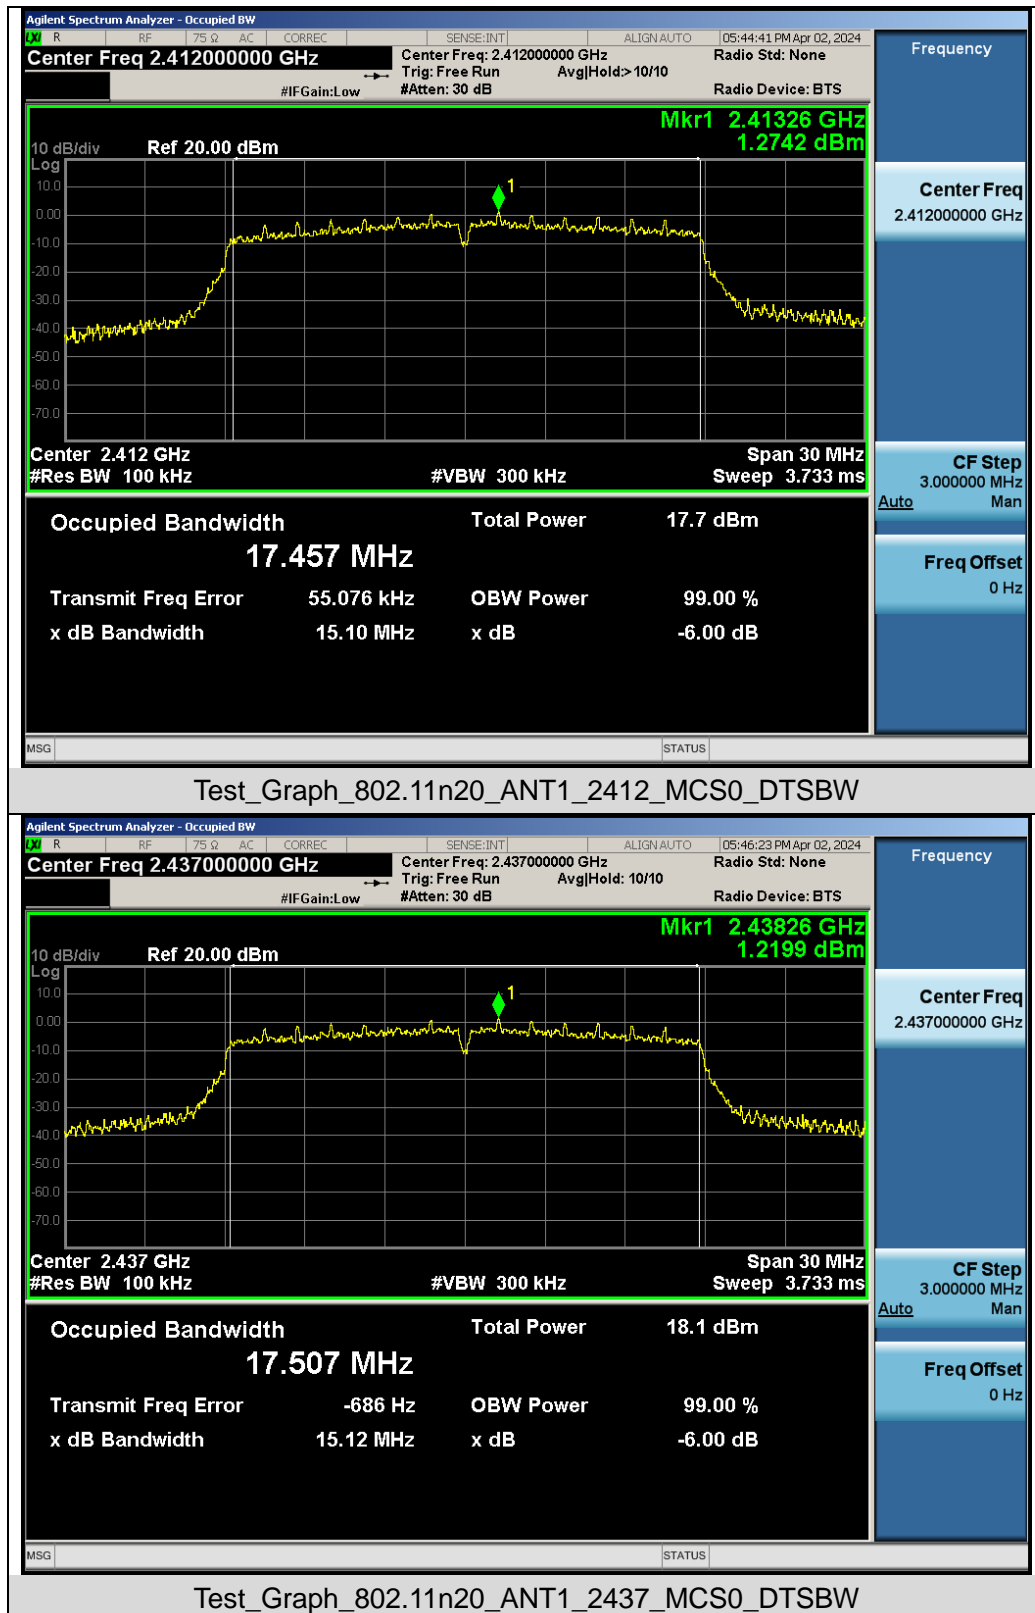 Agilent Spectrum Analyzer - Occupied BW
LXI R RF 75 Ω AC CORREC SENSE:INT ALIGN AUTO 05:44:41 PM Apr 02, 2024
Center Freq 2.412000000 GHz
Center Freq: 2.412000000 GHz Radio Std: None
Trig: Free Run Avg|Hold:> 10/10
#IFGain:Low #Atten: 30 dB Radio Device: BTS
Frequency
Mkr1 2.41326 GHz
1.2742 dBm
10 dB/div Ref 20.00 dBm
Log
10.0
0.00
-10.0
-20.0
-30.0
-40.0
-50.0
-60.0
-70.0
1
Center 2.412 GHz Span 30 MHz
#Res BW 100 kHz #VBW 300 kHz Sweep 3.733 ms
Center Freq
2.412000000 GHz
CF Step
3.000000 MHz
Auto Man
Freq Offset
0 Hz
Occupied Bandwidth Total Power 17.7 dBm
17.457 MHz
Transmit Freq Error 55.076 kHz OBW Power 99.00 %
x dB Bandwidth 15.10 MHz x dB -6.00 dB
MSG STATUS
Test_Graph_802.11n20_ANT1_2412_MCS0_DTSBW
Agilent Spectrum Analyzer - Occupied BW
LXI R RF 75 Ω AC CORREC SENSE:INT ALIGN AUTO 05:46:23 PM Apr 02, 2024
Center Freq 2.437000000 GHz
Center Freq: 2.437000000 GHz Radio Std: None
Trig: Free Run Avg|Hold: 10/10
#IFGain:Low #Atten: 30 dB Radio Device: BTS
Frequency
Mkr1 2.43826 GHz
1.2199 dBm
10 dB/div Ref 20.00 dBm
Log
10.0
0.00
-10.0
-20.0
-30.0
-40.0
-50.0
-60.0
-70.0
1
Center 2.437 GHz Span 30 MHz
#Res BW 100 kHz #VBW 300 kHz Sweep 3.733 ms
Center Freq
2.437000000 GHz
CF Step
3.000000 MHz
Auto Man
Freq Offset
0 Hz
Occupied Bandwidth Total Power 18.1 dBm
17.507 MHz
Transmit Freq Error -686 Hz OBW Power 99.00 %
x dB Bandwidth 15.12 MHz x dB -6.00 dB
MSG STATUS
Test_Graph_802.11n20_ANT1_2437_MCS0_DTSBW